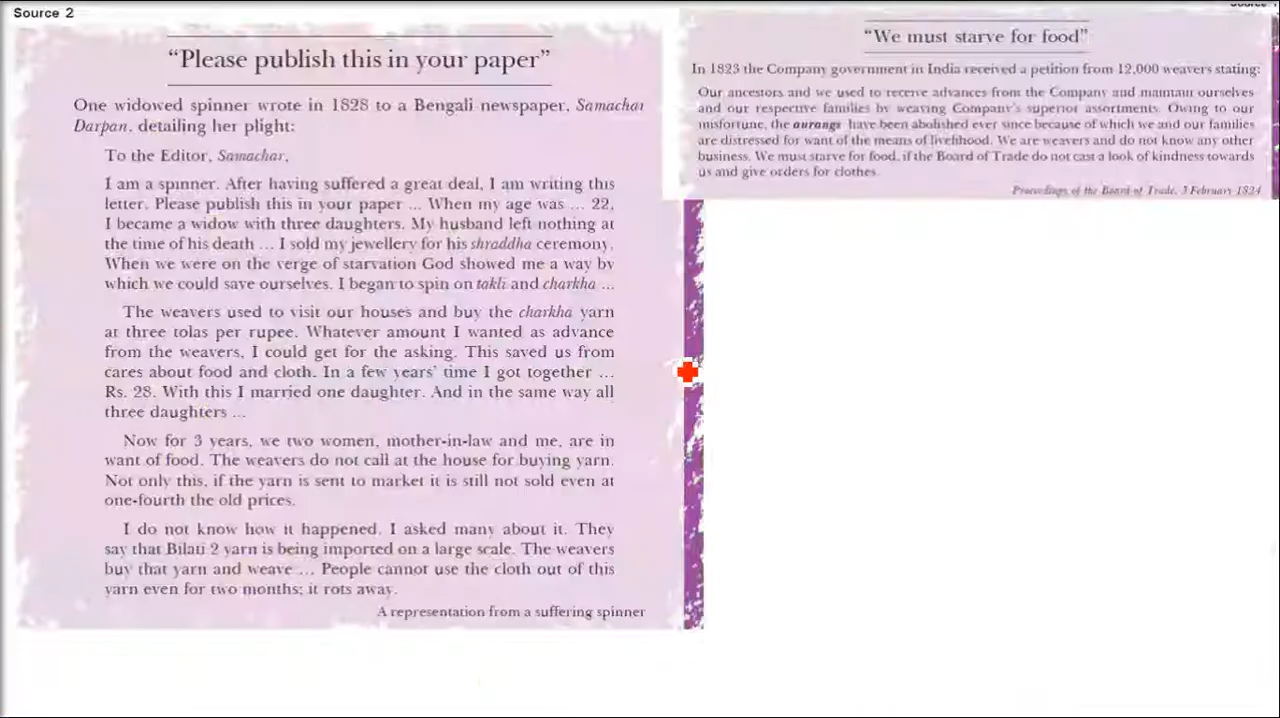 Source 2
“Please publish this in your paper”
One widowed spinner wrote in 1828 to a Bengali newspaper, Samachar
Darpan, detailing her plight:
To the Editor, Samachar,
I am a spinner. After having suffered a great deal, I am writing this
letter. Please publish this in your paper ... When my age was ... 22,
I became a widow with three daughters. My husband left nothing at
the time of his death ... I sold my jewellery for his shraddha ceremony.
When we were on the verge of starvation God showed me a way by
which we could save ourselves. I began to spin on takli and charkha ...
The weavers used to visit our houses and buy the charkha yarn
at three tolas per rupee. Whatever amount I wanted as advance
from the weavers, I could get for the asking. This saved us from
cares about food and cloth. In a few years’ time I got together ...
Rs. 28. With this I married one daughter. And in the same way all
three daughters ...
Now for 3 years, we two women, mother-in-law and me, are in
want of food. The weavers do not call at the house for buying yarn.
Not only this, if the yarn is sent to market it is still not sold even at
one-fourth the old prices.
I do not know how it happened. I asked many about it. They
say that Bilati 2 yarn is being imported on a large scale. The weavers
buy that yarn and weave ... People cannot use the cloth out of this
yarn even for two months; it rots away.
A representation from a suffering spinner
“We must starve for food”
In 1823 the Company government in India received a petition from 12,000 weavers stating:
Our ancestors and we used to receive advances from the Company and maintain ourselves
and our respective families by weaving Company’s superior assortments. Owing to our
misfortune, the aurangs have been abolished ever since because of which we and our families
are distressed for want of the means of livelihood. We are weavers and do not know any other
business. We must starve for food, if the Board of Trade do not cast a look of kindness towards
us and give orders for clothes.
Proceedings of the Board of Trade, 3 February 1824